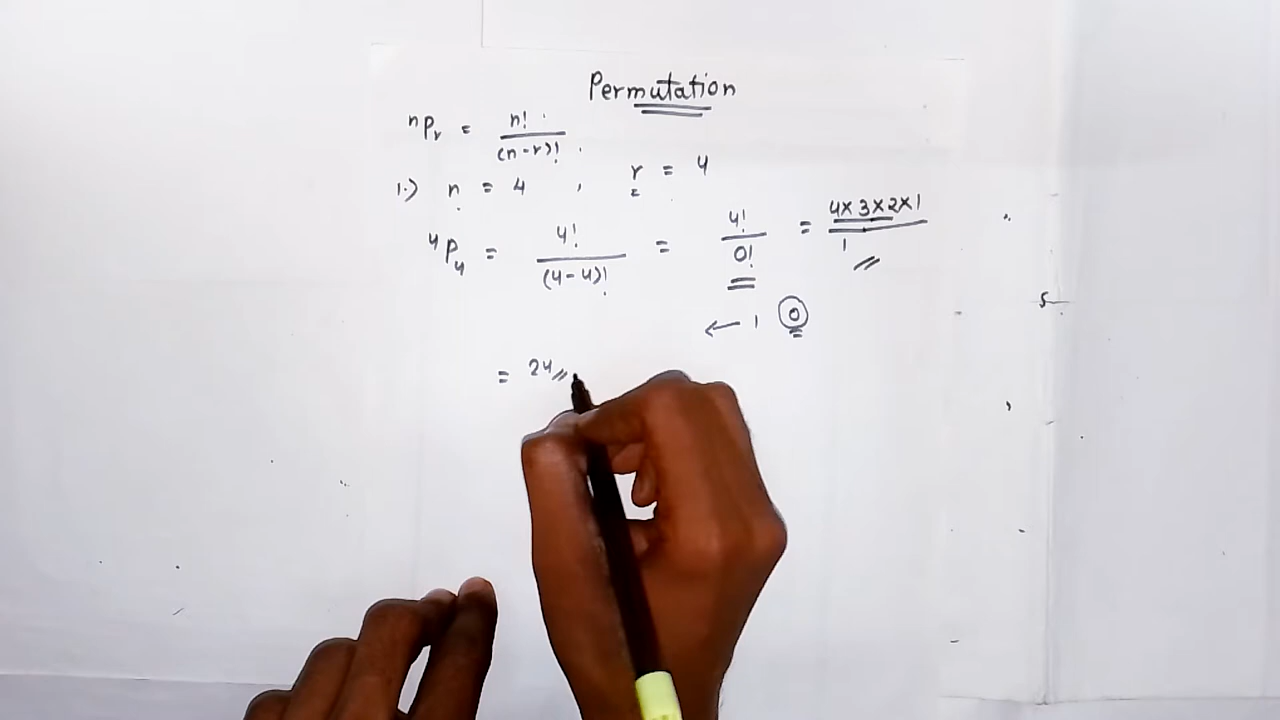 Permutation
ⁿPᵣ = n! / (n-r)!
1.) n = 4 , r = 4
⁴P₄ = 4! / (4-4)! = 4! / 0! = 4×3×2×1 / 1
← 1 0
= 24